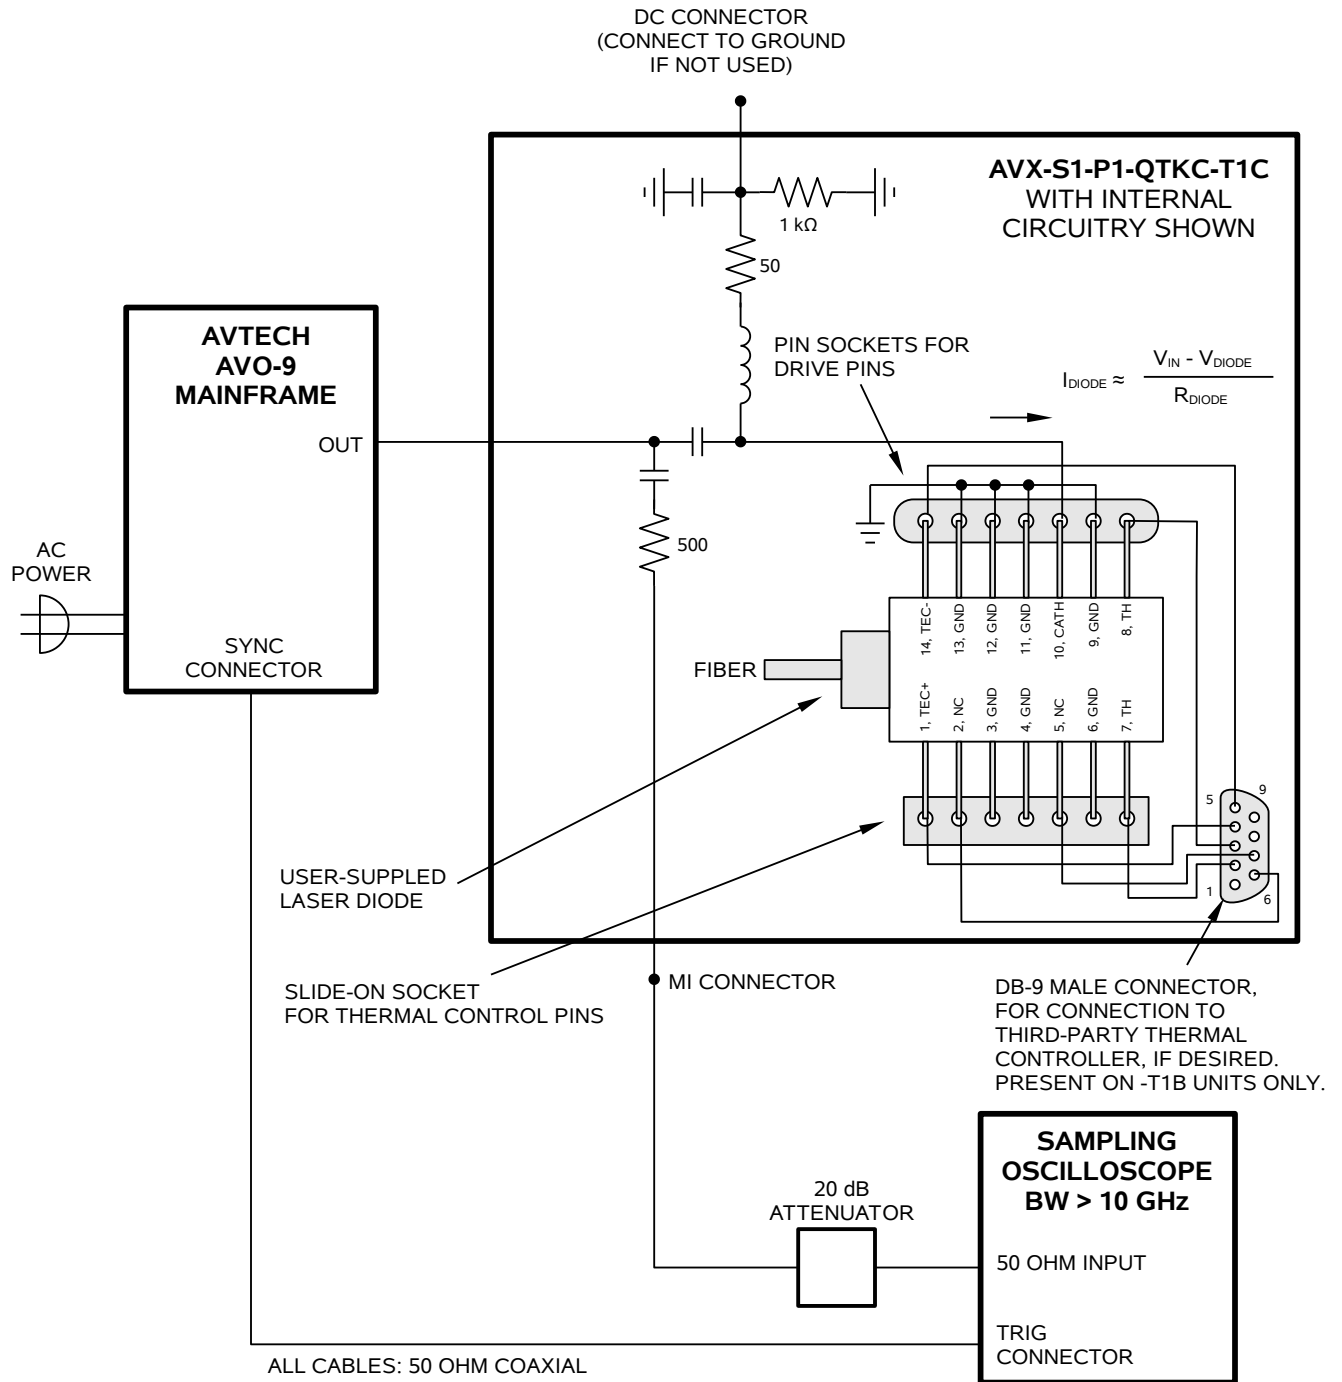 DC CONNECTOR
(CONNECT TO GROUND
IF NOT USED)
AVX-S1-P1-QTKC-T1C
WITH INTERNAL
CIRCUITRY SHOWN
1 kΩ
50
AVTECH
AVO-9
MAINFRAME
OUT
SYNC
CONNECTOR
AC
POWER
PIN SOCKETS FOR
DRIVE PINS
I_DIODE ≈
V_IN - V_DIODE
R_DIODE
500
14, TEC-
13, GND
12, GND
11, GND
10, CATH
9, GND
8, TH
FIBER
1, TEC+
2, NC
3, GND
4, GND
5, NC
6, GND
7, TH
5
9
1
6
USER-SUPPLED
LASER DIODE
SLIDE-ON SOCKET
FOR THERMAL CONTROL PINS
MI CONNECTOR
DB-9 MALE CONNECTOR,
FOR CONNECTION TO
THIRD-PARTY THERMAL
CONTROLLER, IF DESIRED.
PRESENT ON -T1B UNITS ONLY.
20 dB
ATTENUATOR
SAMPLING
OSCILLOSCOPE
BW > 10 GHz
50 OHM INPUT
TRIG
CONNECTOR
ALL CABLES: 50 OHM COAXIAL